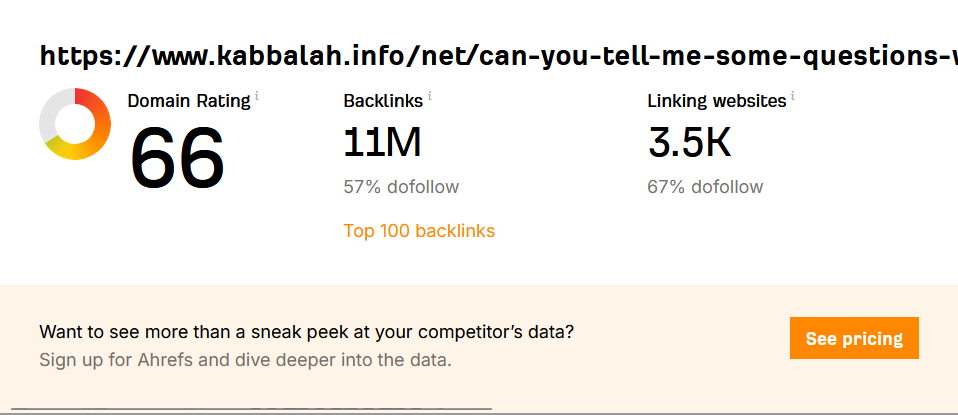 https://www.kabbalah.info/net/can-you-tell-me-some-questions-
Domain Rating i
66
Backlinks i
11M
57% dofollow
Top 100 backlinks
Linking websites i
3.5K
67% dofollow
Want to see more than a sneak peek at your competitor’s data?
Sign up for Ahrefs and dive deeper into the data.
See pricing